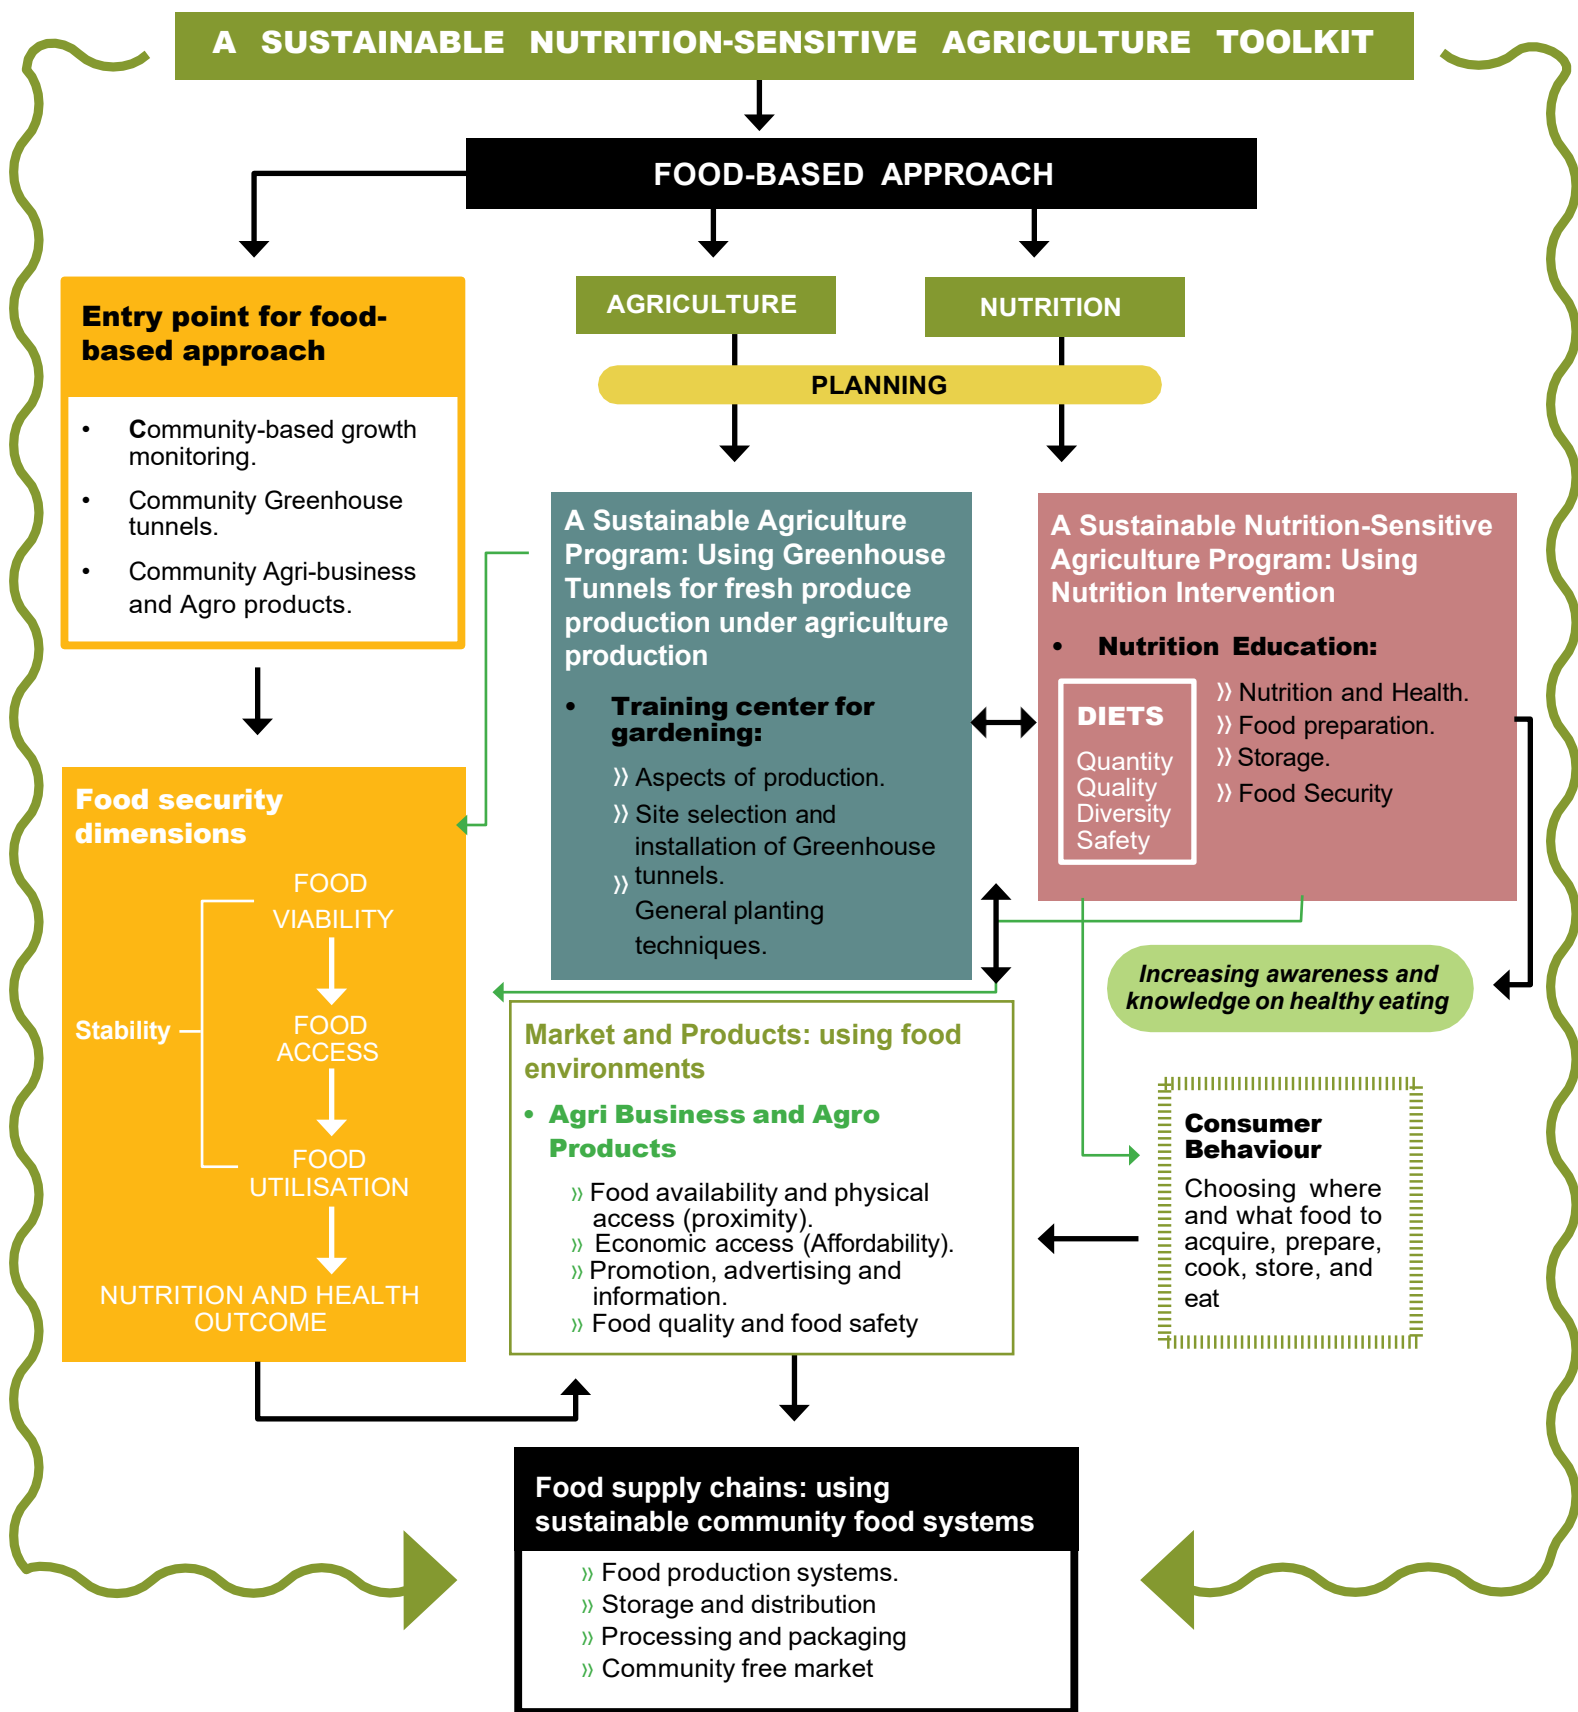 A SUSTAINABLE NUTRITION-SENSITIVE AGRICULTURE TOOLKIT
FOOD-BASED APPROACH
Entry point for food-
based approach
• Community-based growth
monitoring.
• Community Greenhouse
tunnels.
• Community Agri-business
and Agro products.
AGRICULTURE
NUTRITION
PLANNING
A Sustainable Agriculture
Program: Using Greenhouse
Tunnels for fresh produce
production under agriculture
production
• Training center for
gardening:
» Aspects of production.
» Site selection and
installation of Greenhouse
» tunnels.
General planting
techniques.
A Sustainable Nutrition-Sensitive
Agriculture Program: Using
Nutrition Intervention
• Nutrition Education:
DIETS
Quantity
Quality
Diversity
Safety
» Nutrition and Health.
» Food preparation.
» Storage.
» Food Security
Food security
dimensions
FOOD
VIABILITY
Stability
FOOD
ACCESS
FOOD
UTILISATION
NUTRITION AND HEALTH
OUTCOME
Increasing awareness and
knowledge on healthy eating
Market and Products: using food
environments
• Agri Business and Agro
Products
» Food availability and physical
access (proximity).
» Economic access (Affordability).
» Promotion, advertising and
information.
» Food quality and food safety
Consumer
Behaviour
Choosing where
and what food to
acquire, prepare,
cook, store, and
eat
Food supply chains: using
sustainable community food systems
» Food production systems.
» Storage and distribution
» Processing and packaging
» Community free market